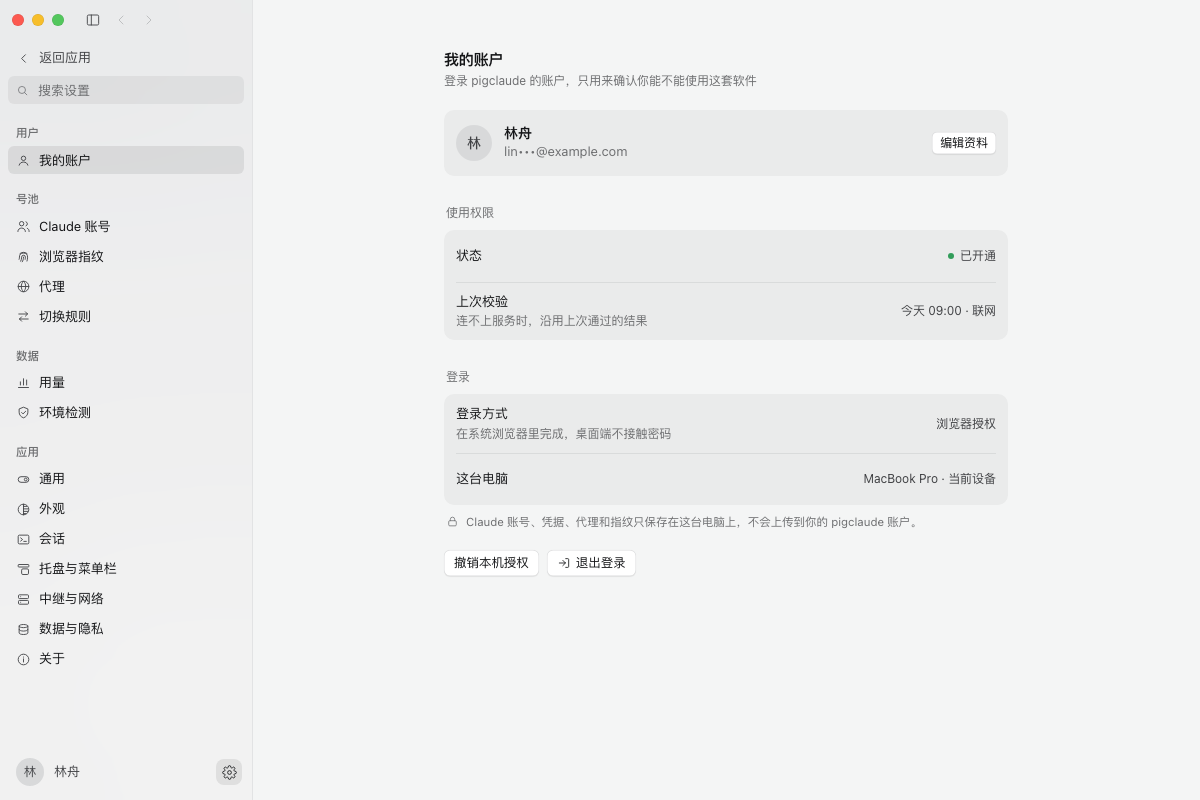 返回应用
搜索设置
用户
我的账户
号池
Claude 账号
浏览器指纹
代理
切换规则
数据
用量
环境检测
应用
通用
外观
会话
托盘与菜单栏
中继与网络
数据与隐私
关于
林 林舟
我的账户
登录 pigclaude 的账户，只用来确认你能不能使用这套软件
林
林舟
lin•••@example.com
编辑资料
使用权限
状态 已开通
上次校验
连不上服务时，沿用上次通过的结果
今天 09:00 · 联网
登录
登录方式
在系统浏览器里完成，桌面端不接触密码
浏览器授权
这台电脑 MacBook Pro · 当前设备
Claude 账号、凭据、代理和指纹只保存在这台电脑上，不会上传到你的 pigclaude 账户。
撤销本机授权 退出登录